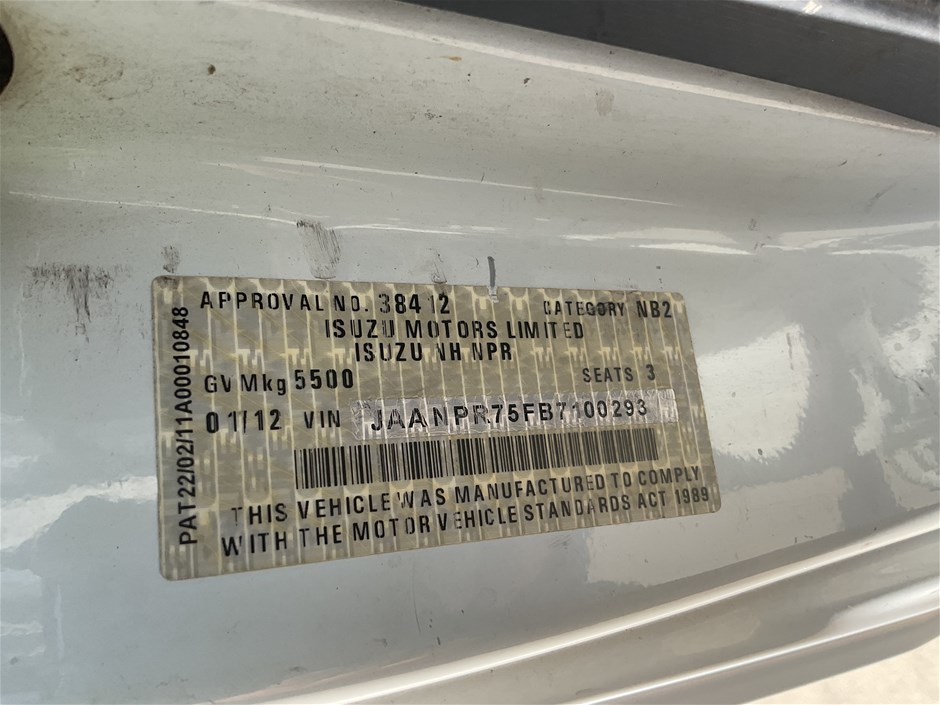 APPROVAL NO. 38412 CATEGORY NB2
ISUZU MOTORS LIMITED
ISUZU NH NPR
GVMkg 5500 SEATS 3
01/12 VIN JAANPR75FB7100293
THIS VEHICLE WAS MANUFACTURED TO COMPLY
WITH THE MOTOR VEHICLE STANDARDS ACT 1989
PAT22/02/11A00010848